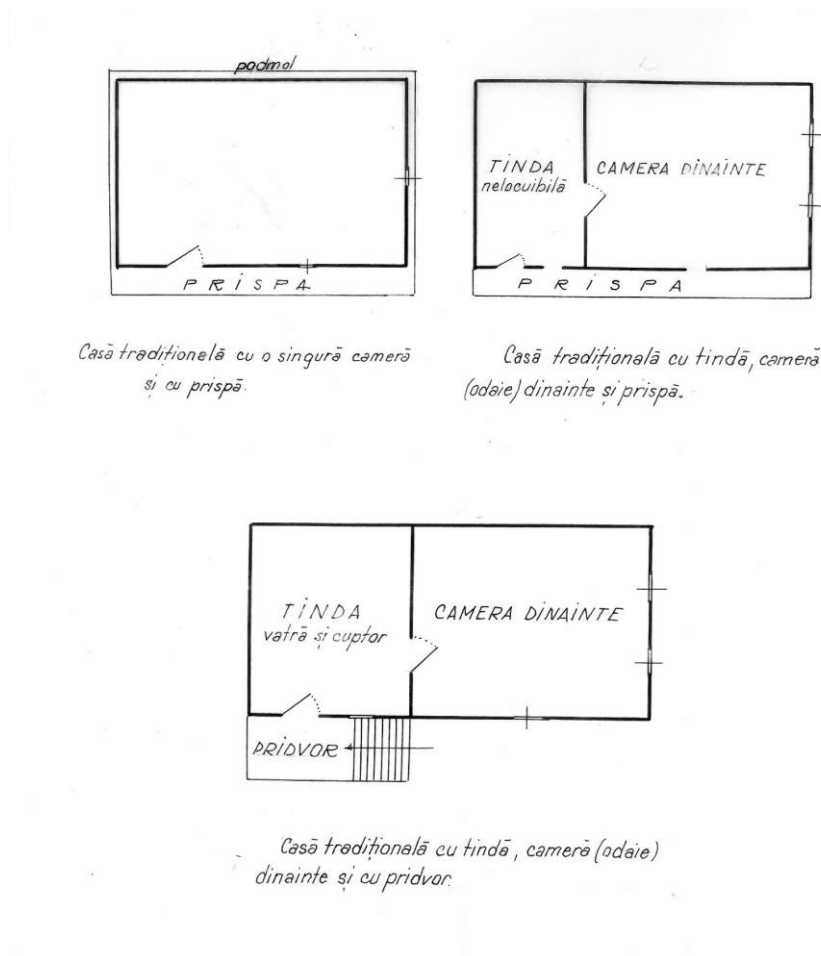 podmol
PRISPA
Casă tradițională cu o singură cameră
și cu prispă.
TINDA
nelocuibilă
CAMERA DINAINTE
PRISPA
Casă tradițională cu tindă, cameră
(odaie) dinainte și prispă.
TINDA
vatră și cuptor
CAMERA DINAINTE
PRIDVOR
Casă tradițională cu tindă, cameră (odaie)
dinainte și cu pridvor.